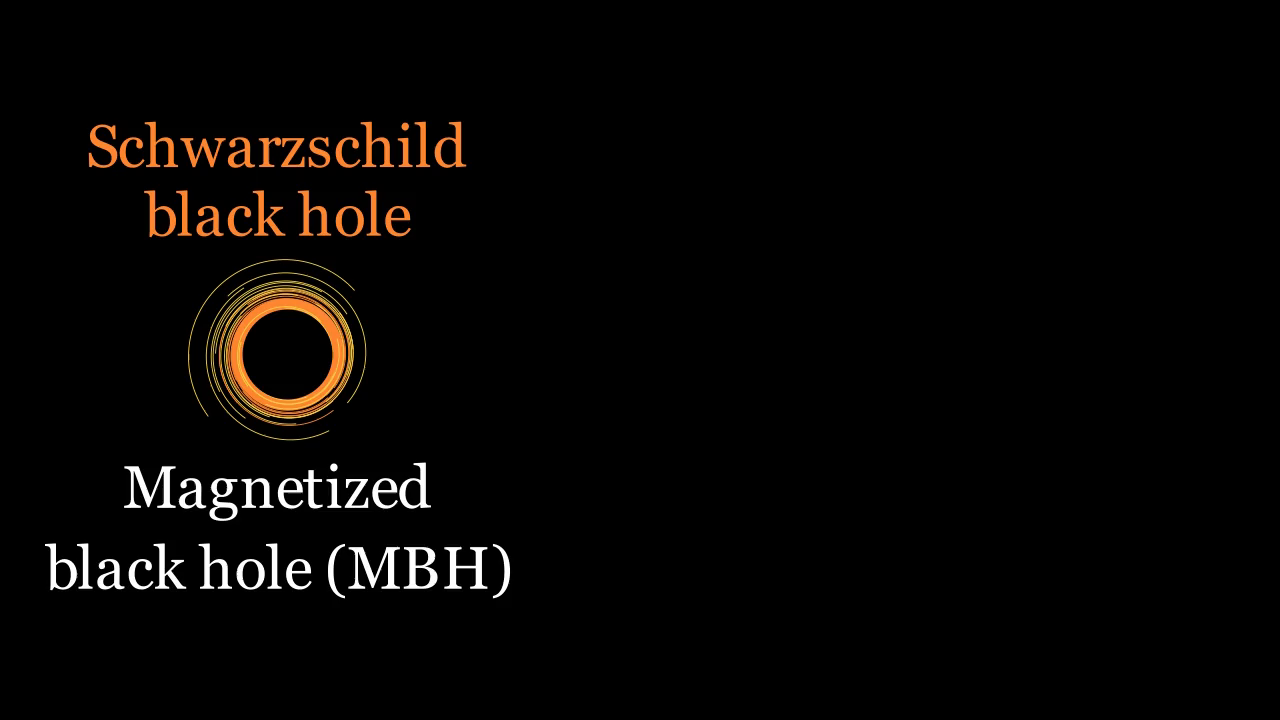 Schwarzschild
black hole
Magnetized
black hole (MBH)